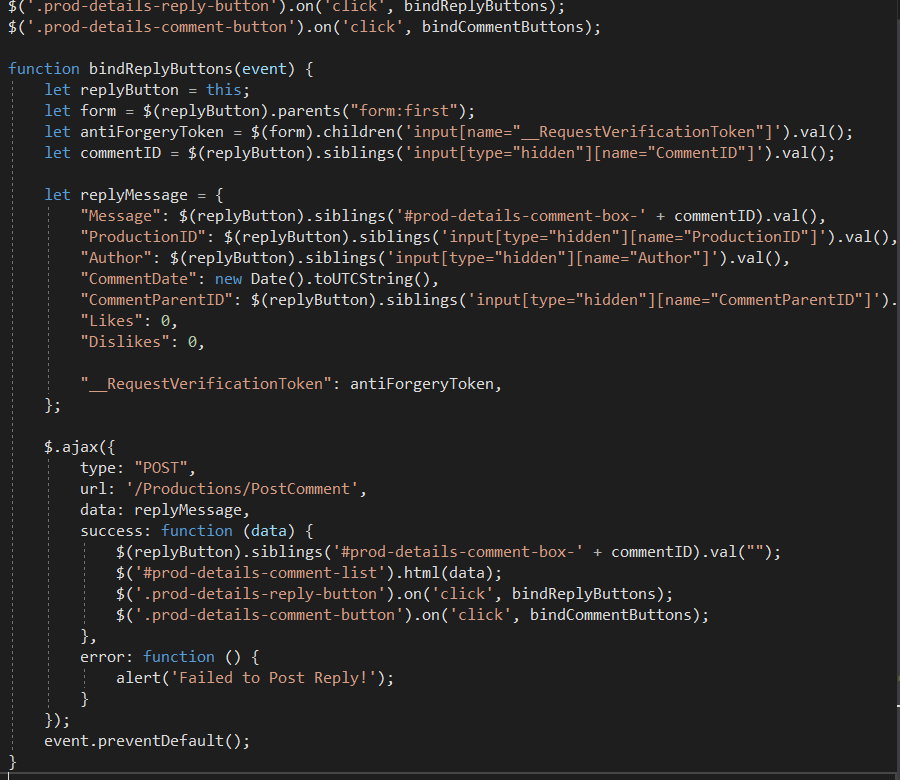 $('.prod-details-reply-button').on('click', bindReplyButtons);
$('.prod-details-comment-button').on('click', bindCommentButtons);

function bindReplyButtons(event) {
    let replyButton = this;
    let form = $(replyButton).parents("form:first");
    let antiForgeryToken = $(form).children('input[name="__RequestVerificationToken"]').val();
    let commentID = $(replyButton).siblings('input[type="hidden"][name="CommentID"]').val();

    let replyMessage = {
        "Message": $(replyButton).siblings('#prod-details-comment-box-' + commentID).val(),
        "ProductionID": $(replyButton).siblings('input[type="hidden"][name="ProductionID"]').val(),
        "Author": $(replyButton).siblings('input[type="hidden"][name="Author"]').val(),
        "CommentDate": new Date().toUTCString(),
        "CommentParentID": $(replyButton).siblings('input[type="hidden"][name="CommentParentID"]').
        "Likes": 0,
        "Dislikes": 0,

        "__RequestVerificationToken": antiForgeryToken,
    };

    $.ajax({
        type: "POST",
        url: '/Productions/PostComment',
        data: replyMessage,
        success: function (data) {
            $(replyButton).siblings('#prod-details-comment-box-' + commentID).val("");
            $('#prod-details-comment-list').html(data);
            $('.prod-details-reply-button').on('click', bindReplyButtons);
            $('.prod-details-comment-button').on('click', bindCommentButtons);
        },
        error: function () {
            alert('Failed to Post Reply!');
        }
    });
    event.preventDefault();
}